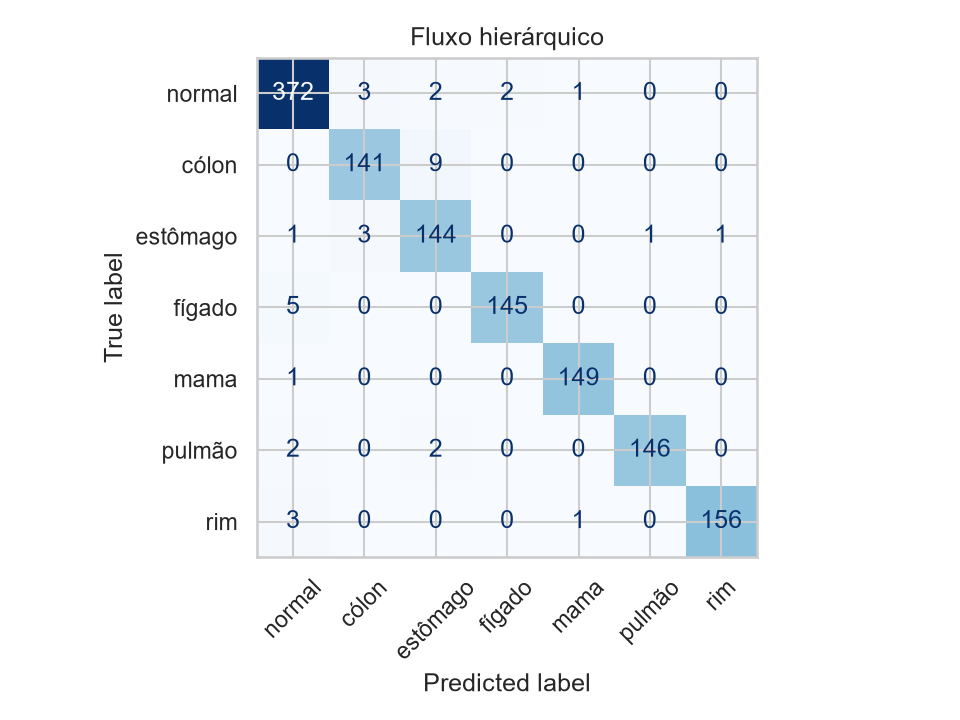 Fluxo hierárquico
True label
normal 372 3 2 2 1 0 0
cólon 0 141 9 0 0 0 0
estômago 1 3 144 0 0 1 1
fígado 5 0 0 145 0 0 0
mama 1 0 0 0 149 0 0
pulmão 2 0 2 0 0 146 0
rim 3 0 0 0 1 0 156
normal cólon estômago fígado mama pulmão rim
Predicted label